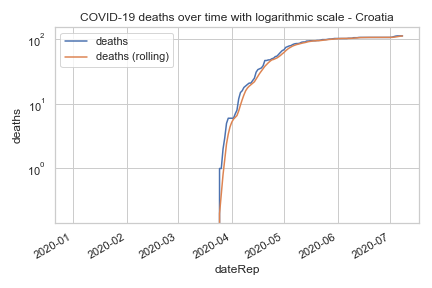 COVID-19 deaths over time with logarithmic scale - Croatia
deaths
deaths (rolling)
10²
10¹
10⁰
deaths
2020-01
2020-02
2020-03
2020-04
2020-05
2020-06
2020-07
dateRep